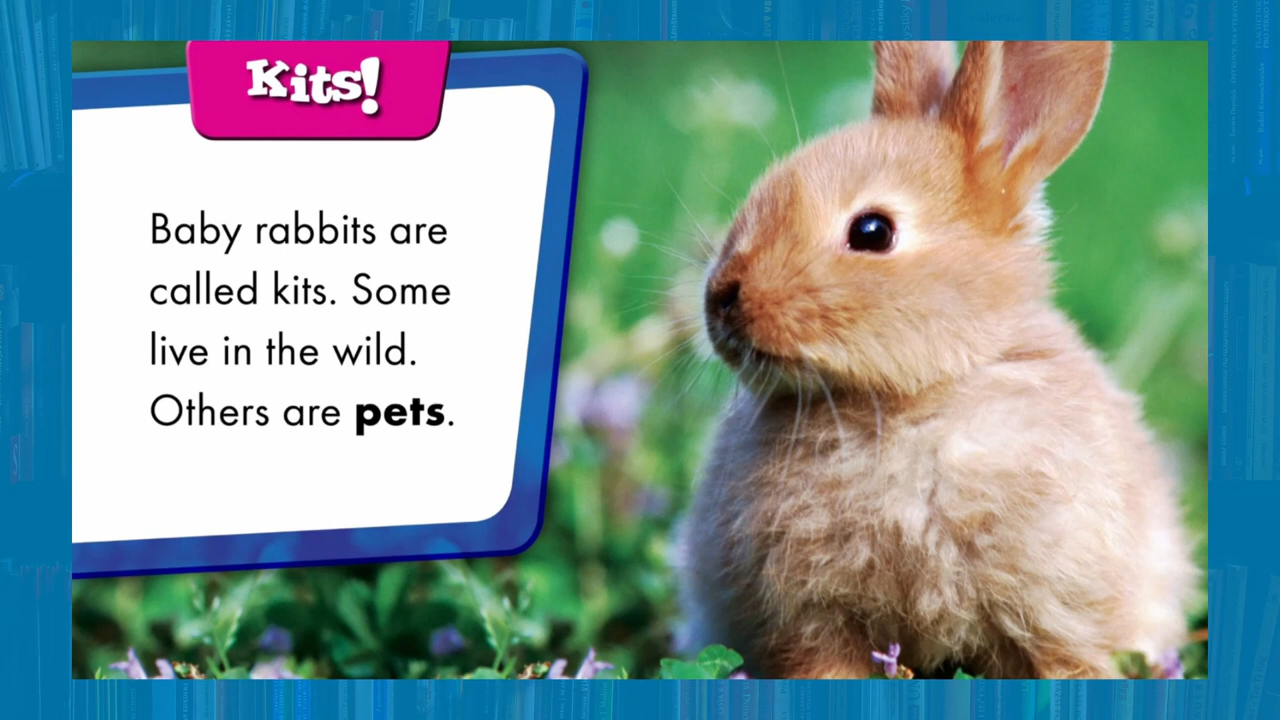 Kits!
Baby rabbits are
called kits. Some
live in the wild.
Others are pets.